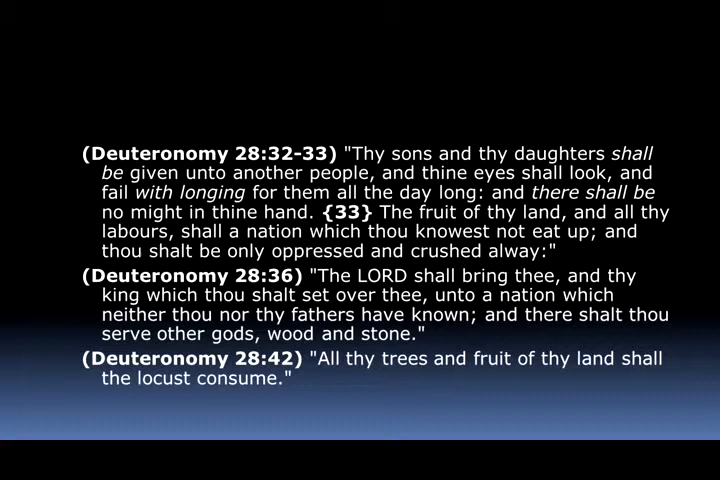 (Deuteronomy 28:32-33) "Thy sons and thy daughters shall
be given unto another people, and thine eyes shall look, and
fail with longing for them all the day long: and there shall be
no might in thine hand. {33} The fruit of thy land, and all thy
labours, shall a nation which thou knowest not eat up; and
thou shalt be only oppressed and crushed alway:"
(Deuteronomy 28:36) "The LORD shall bring thee, and thy
king which thou shalt set over thee, unto a nation which
neither thou nor thy fathers have known; and there shalt thou
serve other gods, wood and stone."
(Deuteronomy 28:42) "All thy trees and fruit of thy land shall
the locust consume."